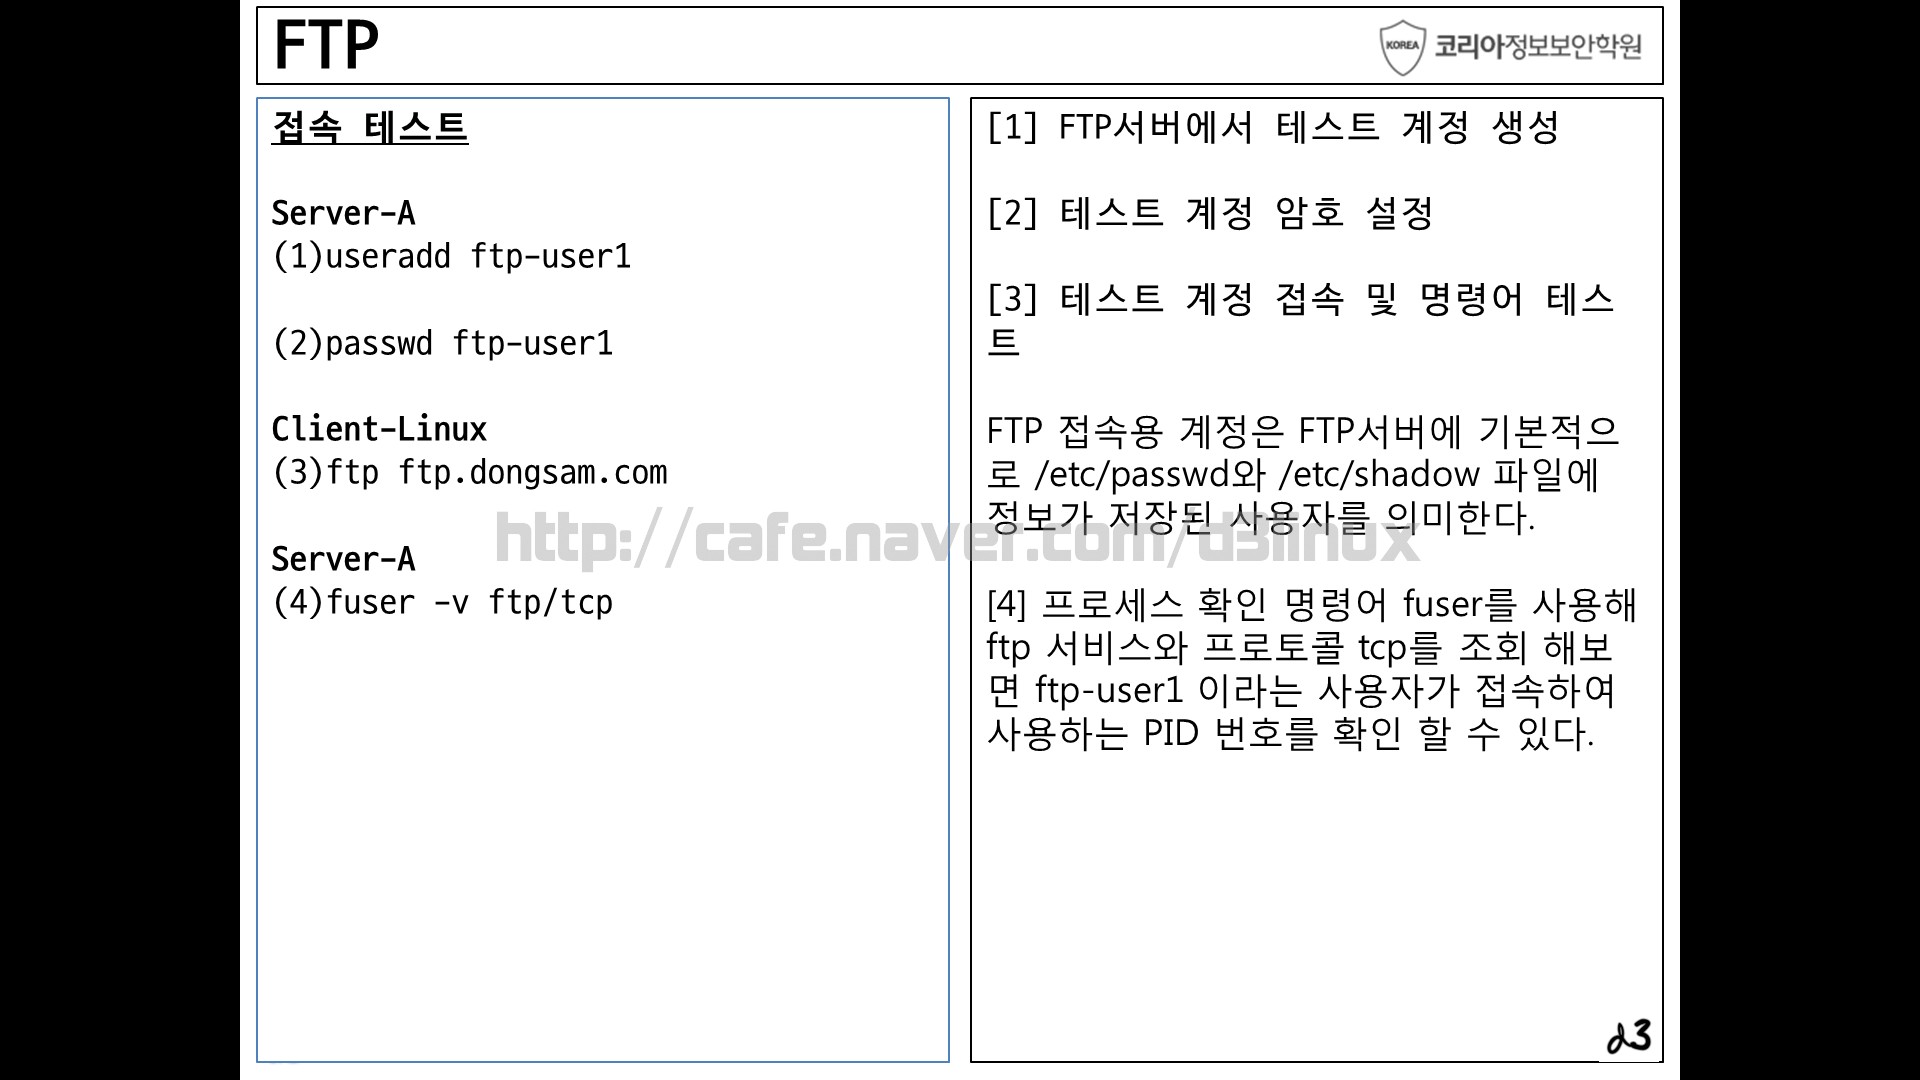 FTP
KOREA 코리아정보보안학원
접속 테스트
Server-A
(1)useradd ftp-user1
(2)passwd ftp-user1
Client-Linux
(3)ftp ftp.dongsam.com
Server-A
(4)fuser -v ftp/tcp
[1] FTP서버에서 테스트 계정 생성
[2] 테스트 계정 암호 설정
[3] 테스트 계정 접속 및 명령어 테스
트
FTP 접속용 계정은 FTP서버에 기본적으
로 /etc/passwd와 /etc/shadow 파일에
정보가 저장된 사용자를 의미한다.
[4] 프로세스 확인 명령어 fuser를 사용해
ftp 서비스와 프로토콜 tcp를 조회 해보
면 ftp-user1 이라는 사용자가 접속하여
사용하는 PID 번호를 확인 할 수 있다.
http://cafe.naver.com/d3linux
d3